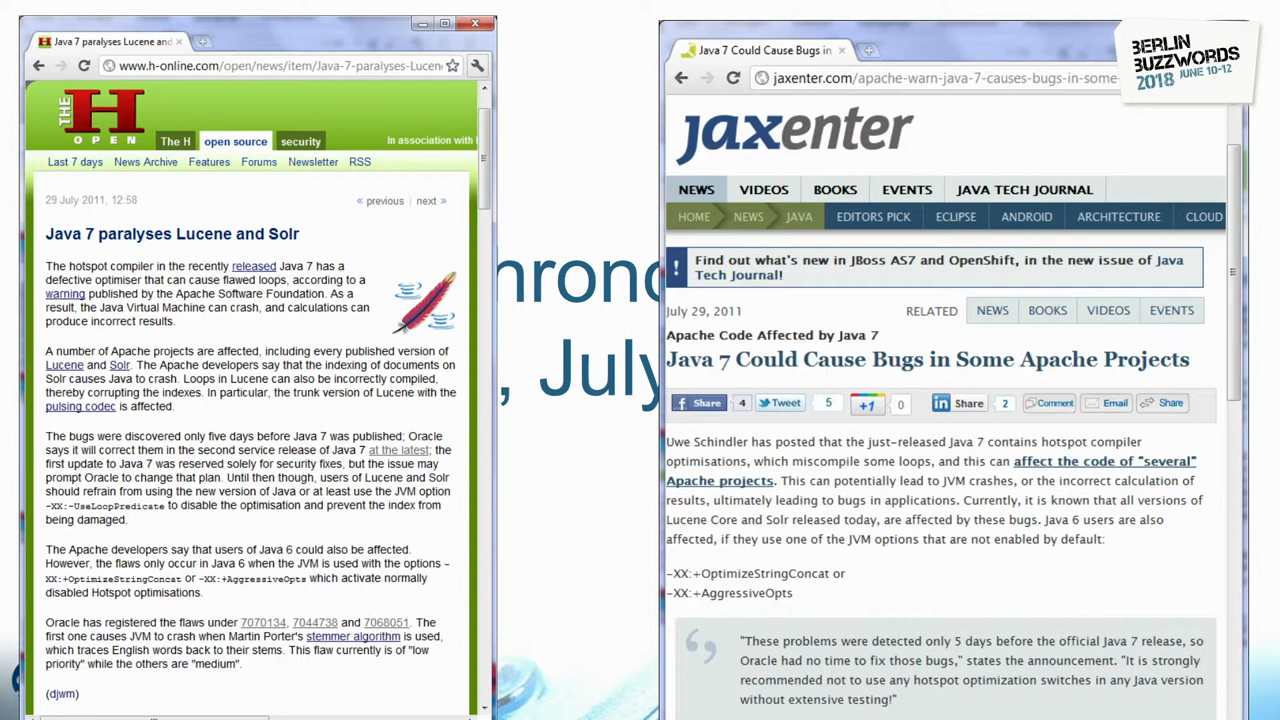 Java 7 paralyses Lucene and
www.h-online.com/open/news/item/Java-7-paralyses-Lucen
THE
H
OPEN
The H
open source
security
In association with
Last 7 days
News Archive
Features
Forums
Newsletter
RSS
29 July 2011, 12:58
« previous | next »
Java 7 paralyses Lucene and Solr
The hotspot compiler in the recently released Java 7 has a
defective optimiser that can cause flawed loops, according to a
warning published by the Apache Software Foundation. As a
result, the Java Virtual Machine can crash, and calculations can
produce incorrect results.
A number of Apache projects are affected, including every published version of
Lucene and Solr. The Apache developers say that the indexing of documents on
Solr causes Java to crash. Loops in Lucene can also be incorrectly compiled,
thereby corrupting the indexes. In particular, the trunk version of Lucene with the
pulsing codec is affected.
The bugs were discovered only five days before Java 7 was published; Oracle
says it will correct them in the second service release of Java 7 at the latest; the
first update to Java 7 was reserved solely for security fixes, but the issue may
prompt Oracle to change that plan. Until then though, users of Lucene and Solr
should refrain from using the new version of Java or at least use the JVM option
-XX:-UseLoopPredicate to disable the optimisation and prevent the index from
being damaged.
The Apache developers say that users of Java 6 could also be affected.
However, the flaws only occur in Java 6 when the JVM is used with the options -
XX:+OptimizeStringConcat or -XX:+AggressiveOpts which activate normally
disabled Hotspot optimisations.
Oracle has registered the flaws under 7070134, 7044738 and 7068051. The
first one causes JVM to crash when Martin Porter's stemmer algorithm is used,
which traces English words back to their stems. This flaw currently is of "low
priority" while the others are "medium".
(djwm)
hrono
, July
Java 7 Could Cause Bugs in
jaxenter.com/apache-warn-java-7-causes-bugs-in-some-
BERLIN
BUZZWORDS
2018 JUNE 10-12
jaxenter
NEWS
VIDEOS
BOOKS
EVENTS
JAVA TECH JOURNAL
HOME
NEWS
JAVA
EDITORS PICK
ECLIPSE
ANDROID
ARCHITECTURE
CLOUD
! Find out what's new in JBoss AS7 and OpenShift, in the new issue of Java
Tech Journal!
July 29, 2011
RELATED
NEWS
BOOKS
VIDEOS
EVENTS
Apache Code Affected by Java 7
Java 7 Could Cause Bugs in Some Apache Projects
Share 4
Tweet 5
+1 0
Share 2
Comment
Email
Share
Uwe Schindler has posted that the just-released Java 7 contains hotspot compiler
optimisations, which miscompile some loops, and this can affect the code of "several"
Apache projects. This can potentially lead to JVM crashes, or the incorrect calculation of
results, ultimately leading to bugs in applications. Currently, it is known that all versions of
Lucene Core and Solr released today, are affected by these bugs. Java 6 users are also
affected, if they use one of the JVM options that are not enabled by default:
-XX:+OptimizeStringConcat or
-XX:+AggressiveOpts
"These problems were detected only 5 days before the official Java 7 release, so
Oracle had no time to fix those bugs," states the announcement. "It is strongly
recommended not to use any hotspot optimization switches in any Java version
without extensive testing!"